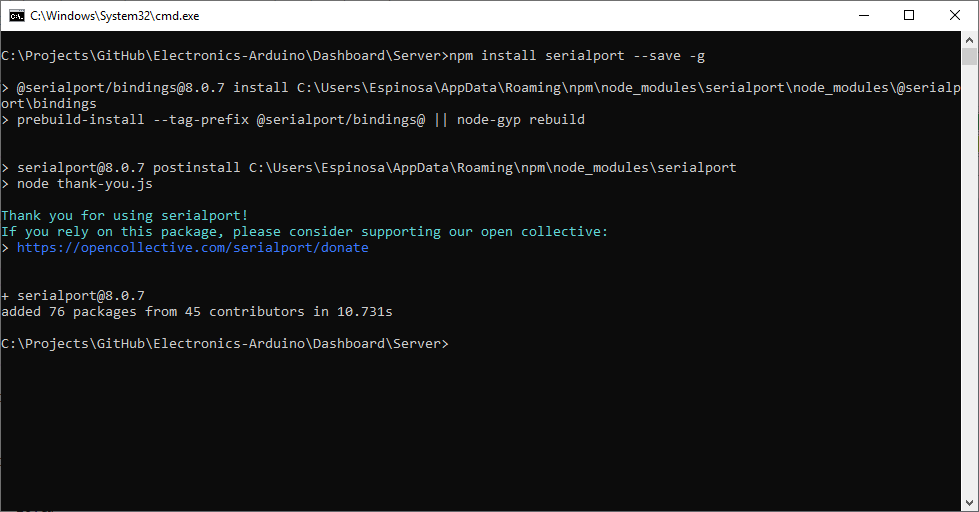 C:\Windows\System32\cmd.exe
C:\Projects\GitHub\Electronics-Arduino\Dashboard\Server>npm install serialport --save -g
> @serialport/bindings@8.0.7 install C:\Users\Espinosa\AppData\Roaming\npm\node_modules\serialport\node_modules\@serialp
ort\bindings
> prebuild-install --tag-prefix @serialport/bindings@ || node-gyp rebuild
> serialport@8.0.7 postinstall C:\Users\Espinosa\AppData\Roaming\npm\node_modules\serialport
> node thank-you.js
Thank you for using serialport!
If you rely on this package, please consider supporting our open collective:
> https://opencollective.com/serialport/donate
+ serialport@8.0.7
added 76 packages from 45 contributors in 10.731s
C:\Projects\GitHub\Electronics-Arduino\Dashboard\Server>